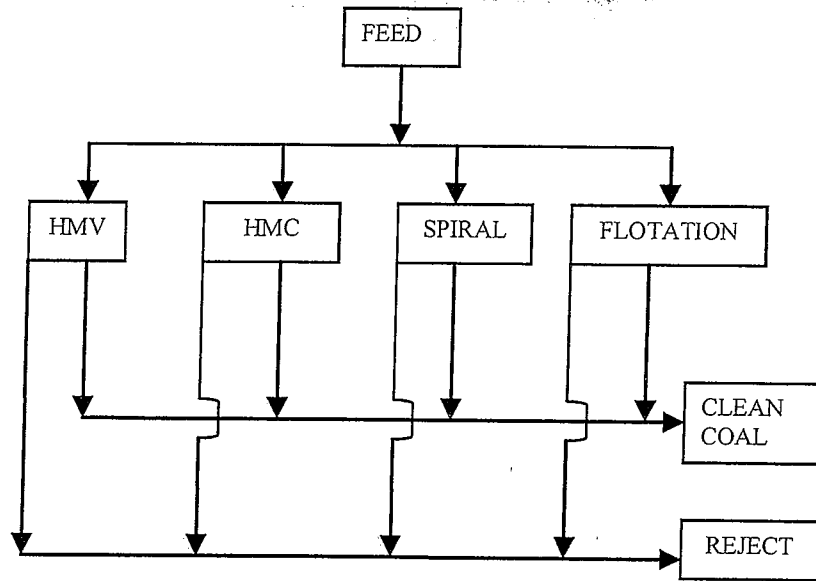 FEED
HMV
HMC
SPIRAL
FLOTATION
CLEAN
COAL
REJECT